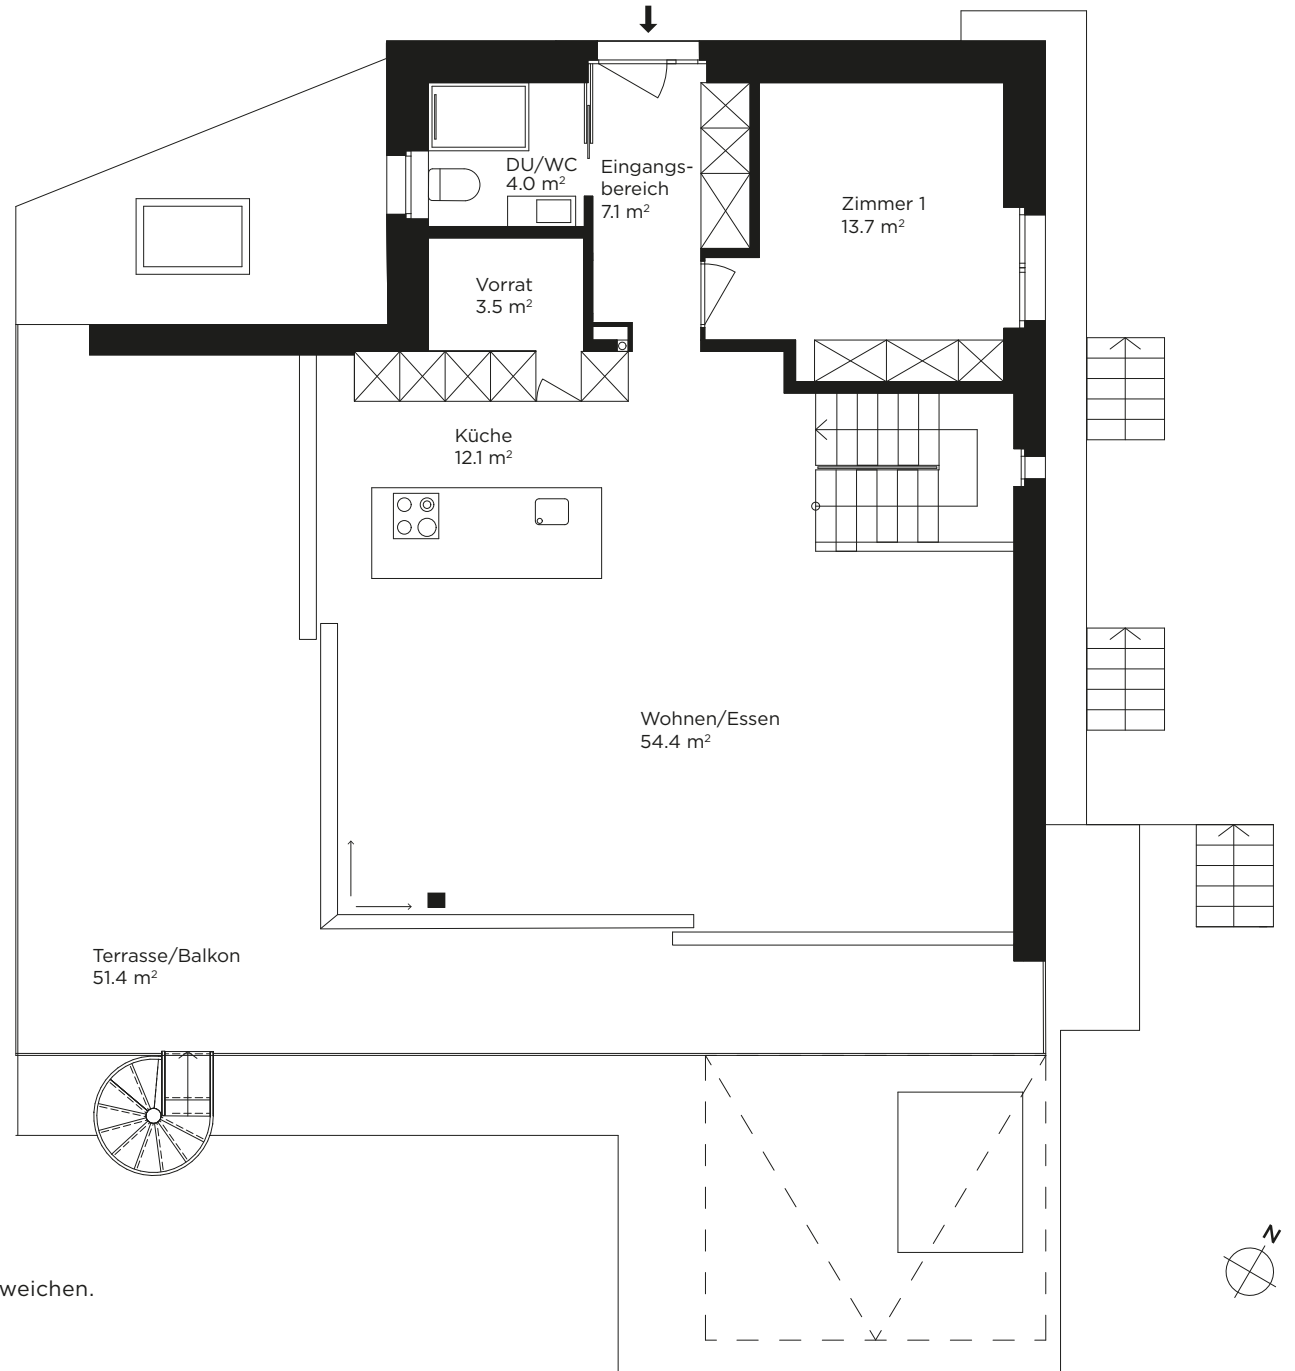 DU/WC
4.0 m²
Eingangs-
bereich
7.1 m²
Zimmer 1
13.7 m²
Vorrat
3.5 m²
Küche
12.1 m²
Wohnen/Essen
54.4 m²
Terrasse/Balkon
51.4 m²
N
weichen.